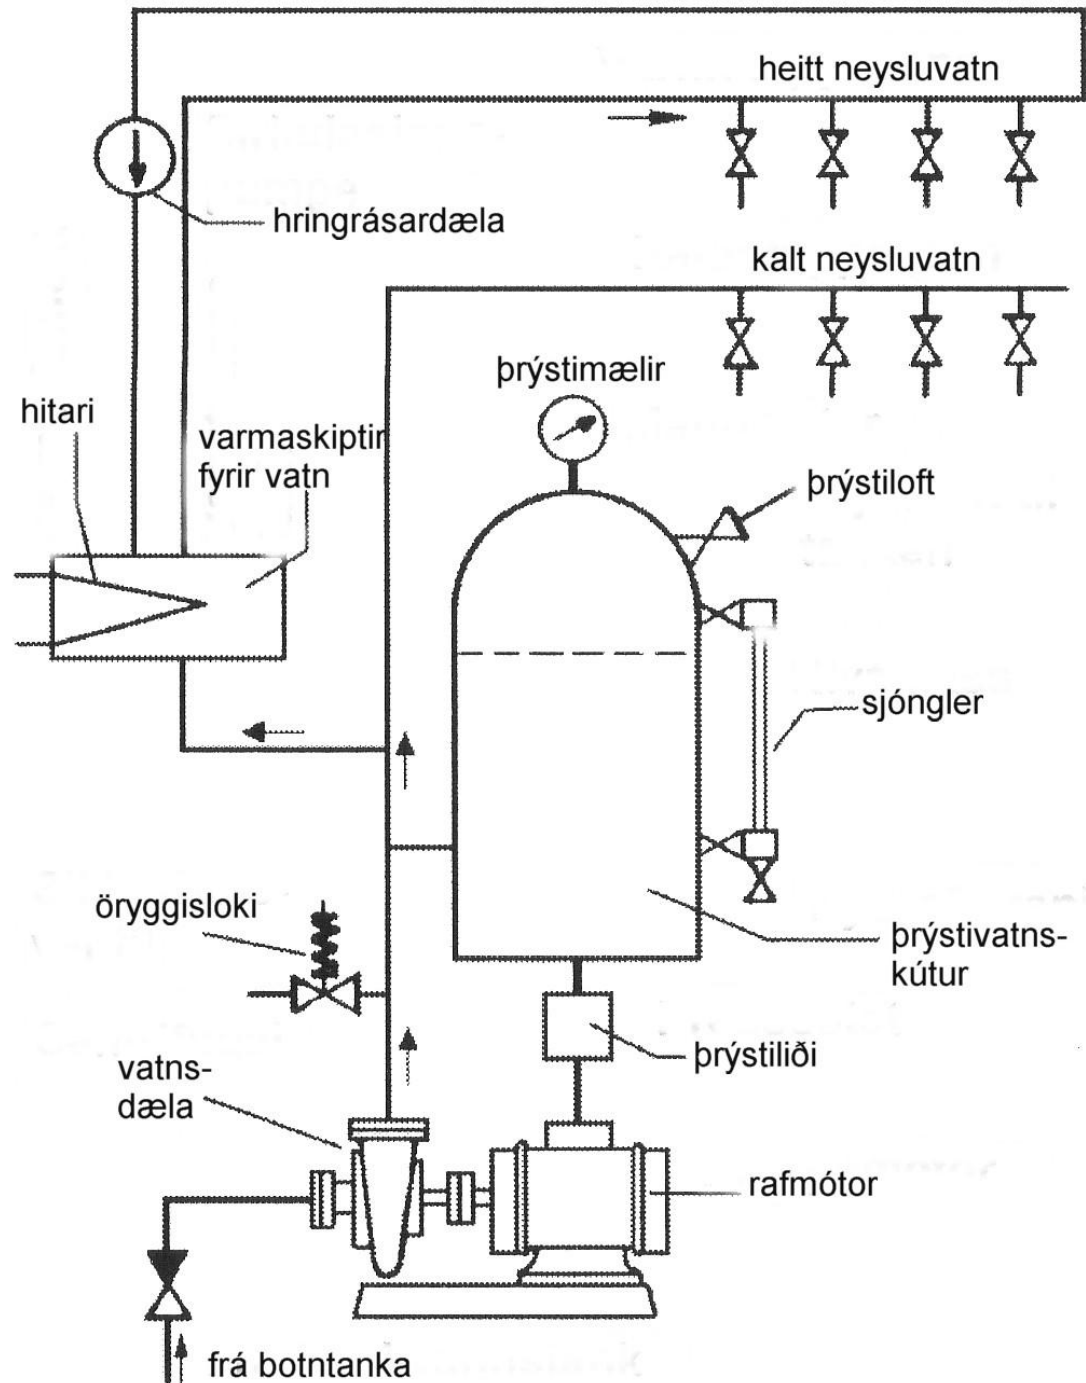 heitt neysluvatn
hringrásardæla
kalt neysluvatn
þrýstimælir
hitari
varmaskiptir
fyrir vatn
þrýstiloft
sjóngler
öryggisloki
þrýstivatns-
kútur
þrýstiliði
vatns-
dæla
rafmótor
frá botntanka